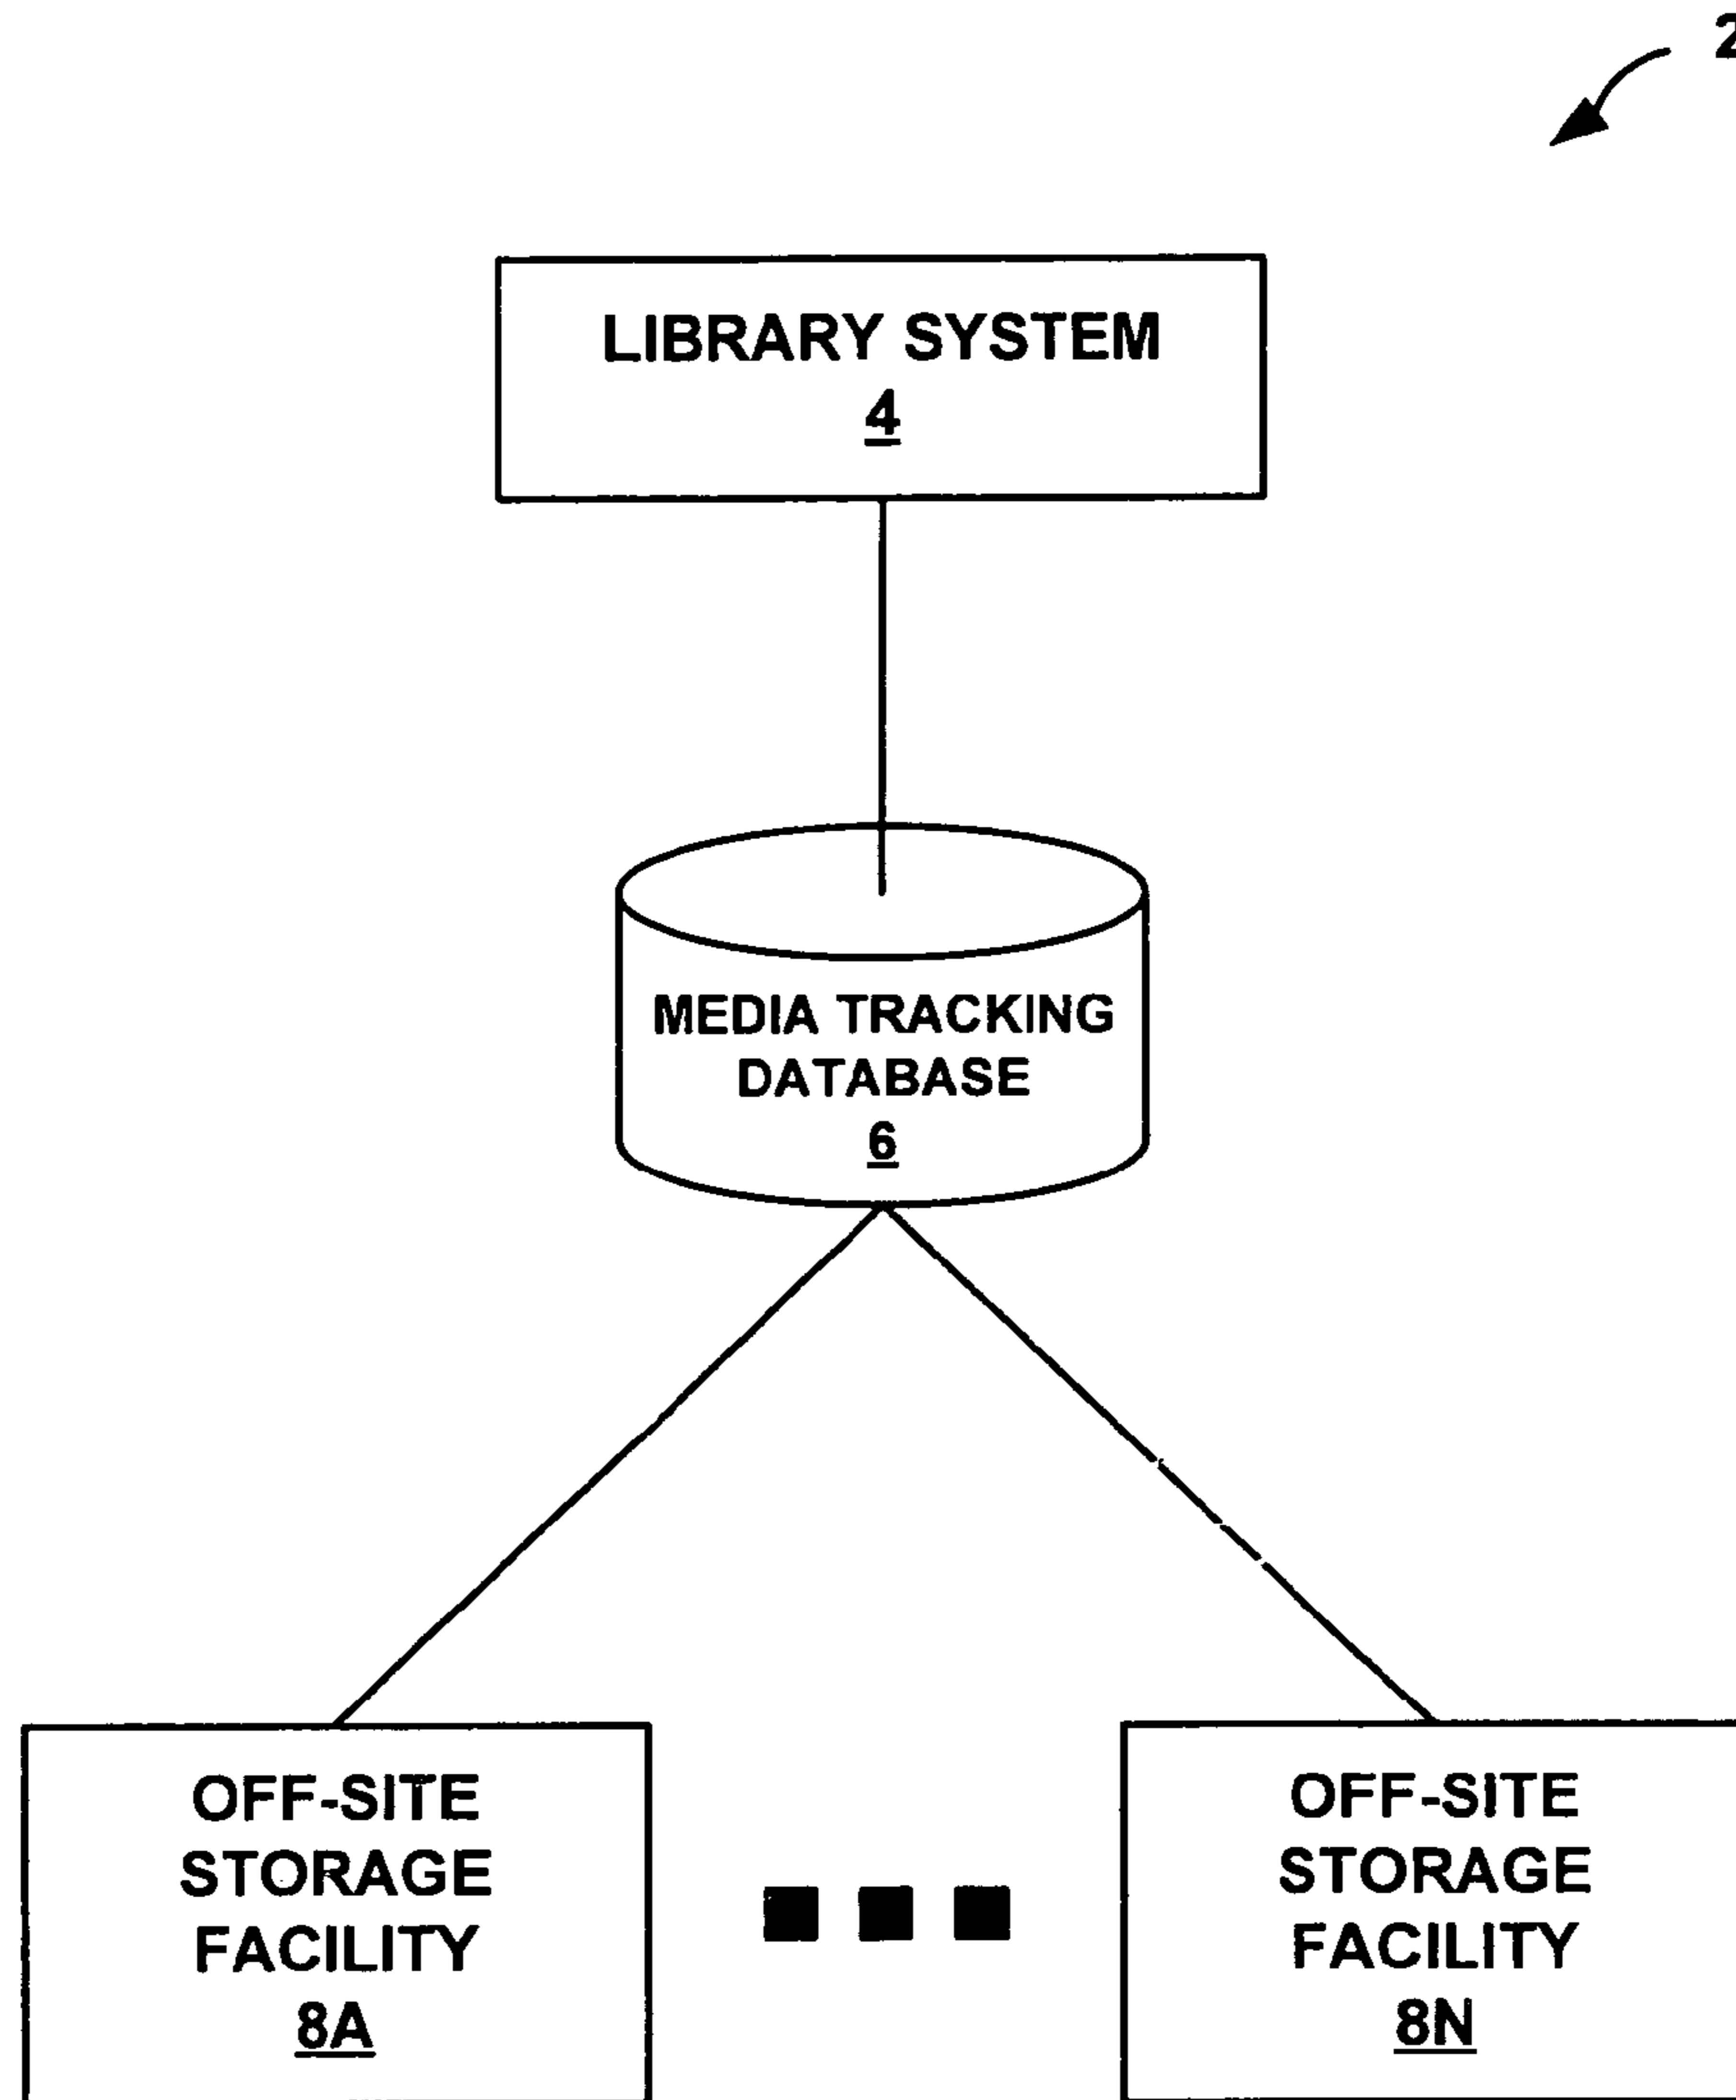 2
LIBRARY SYSTEM
4
MEDIA TRACKING
DATABASE
6
OFF-SITE
STORAGE
FACILITY
8A
OFF-SITE
STORAGE
FACILITY
8N